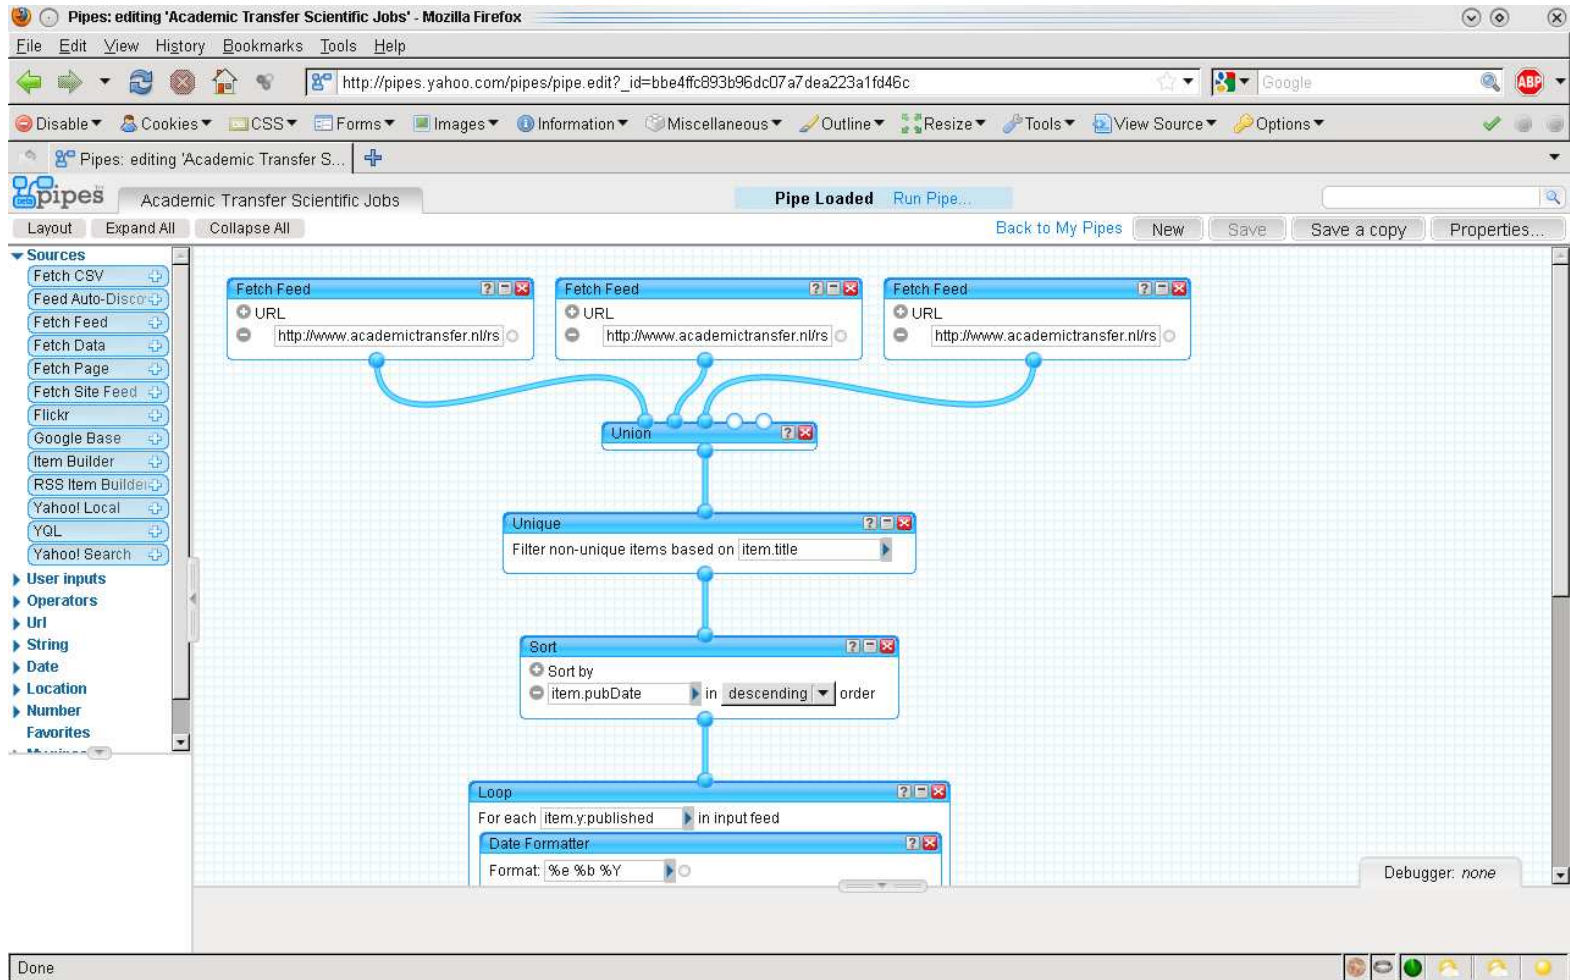 Pipes: editing 'Academic Transfer Scientific Jobs' - Mozilla Firefox
File Edit View History Bookmarks Tools Help
http://pipes.yahoo.com/pipes/pipe.edit?_id=bbe4ffc893b96dc07a7dea223a1fd46c
Google
ABP
Disable Cookies CSS Forms Images Information Miscellaneous Outline Resize Tools View Source Options
Pipes: editing 'Academic Transfer S...
pipes
beta
Academic Transfer Scientific Jobs
Pipe Loaded Run Pipe...
Layout Expand All Collapse All
Back to My Pipes New Save Save a copy Properties...
Sources
Fetch CSV
Feed Auto-Disco
Fetch Feed
Fetch Data
Fetch Page
Fetch Site Feed
Flickr
Google Base
Item Builder
RSS Item Builder
Yahoo! Local
YQL
Yahoo! Search
User inputs
Operators
Url
String
Date
Location
Number
Favorites
Fetch Feed
URL
http://www.academictransfer.nl/rs
Fetch Feed
URL
http://www.academictransfer.nl/rs
Fetch Feed
URL
http://www.academictransfer.nl/rs
Union
Unique
Filter non-unique items based on item.title
Sort
Sort by
item.pubDate in descending order
Loop
For each item.y:published in input feed
Date Formatter
Format: %e %b %Y
Debugger: none
Done